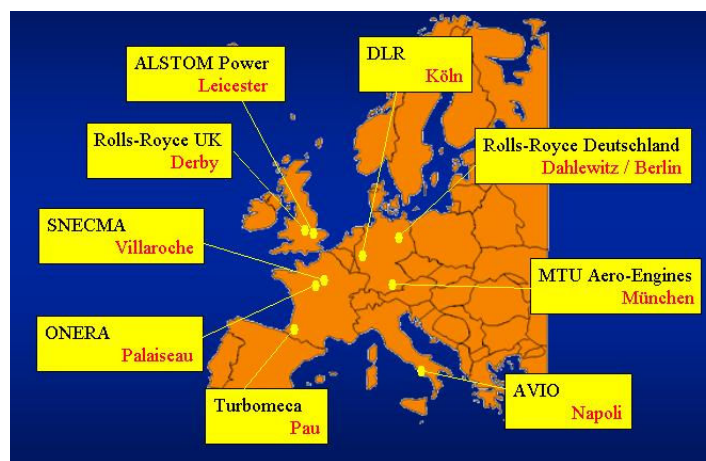 ALSTOM Power
Leicester
DLR
Köln
Rolls-Royce UK
Derby
Rolls-Royce Deutschland
Dahlewitz / Berlin
SNECMA
Villaroche
MTU Aero-Engines
München
ONERA
Palaiseau
Turbomeca
Pau
AVIO
Napoli